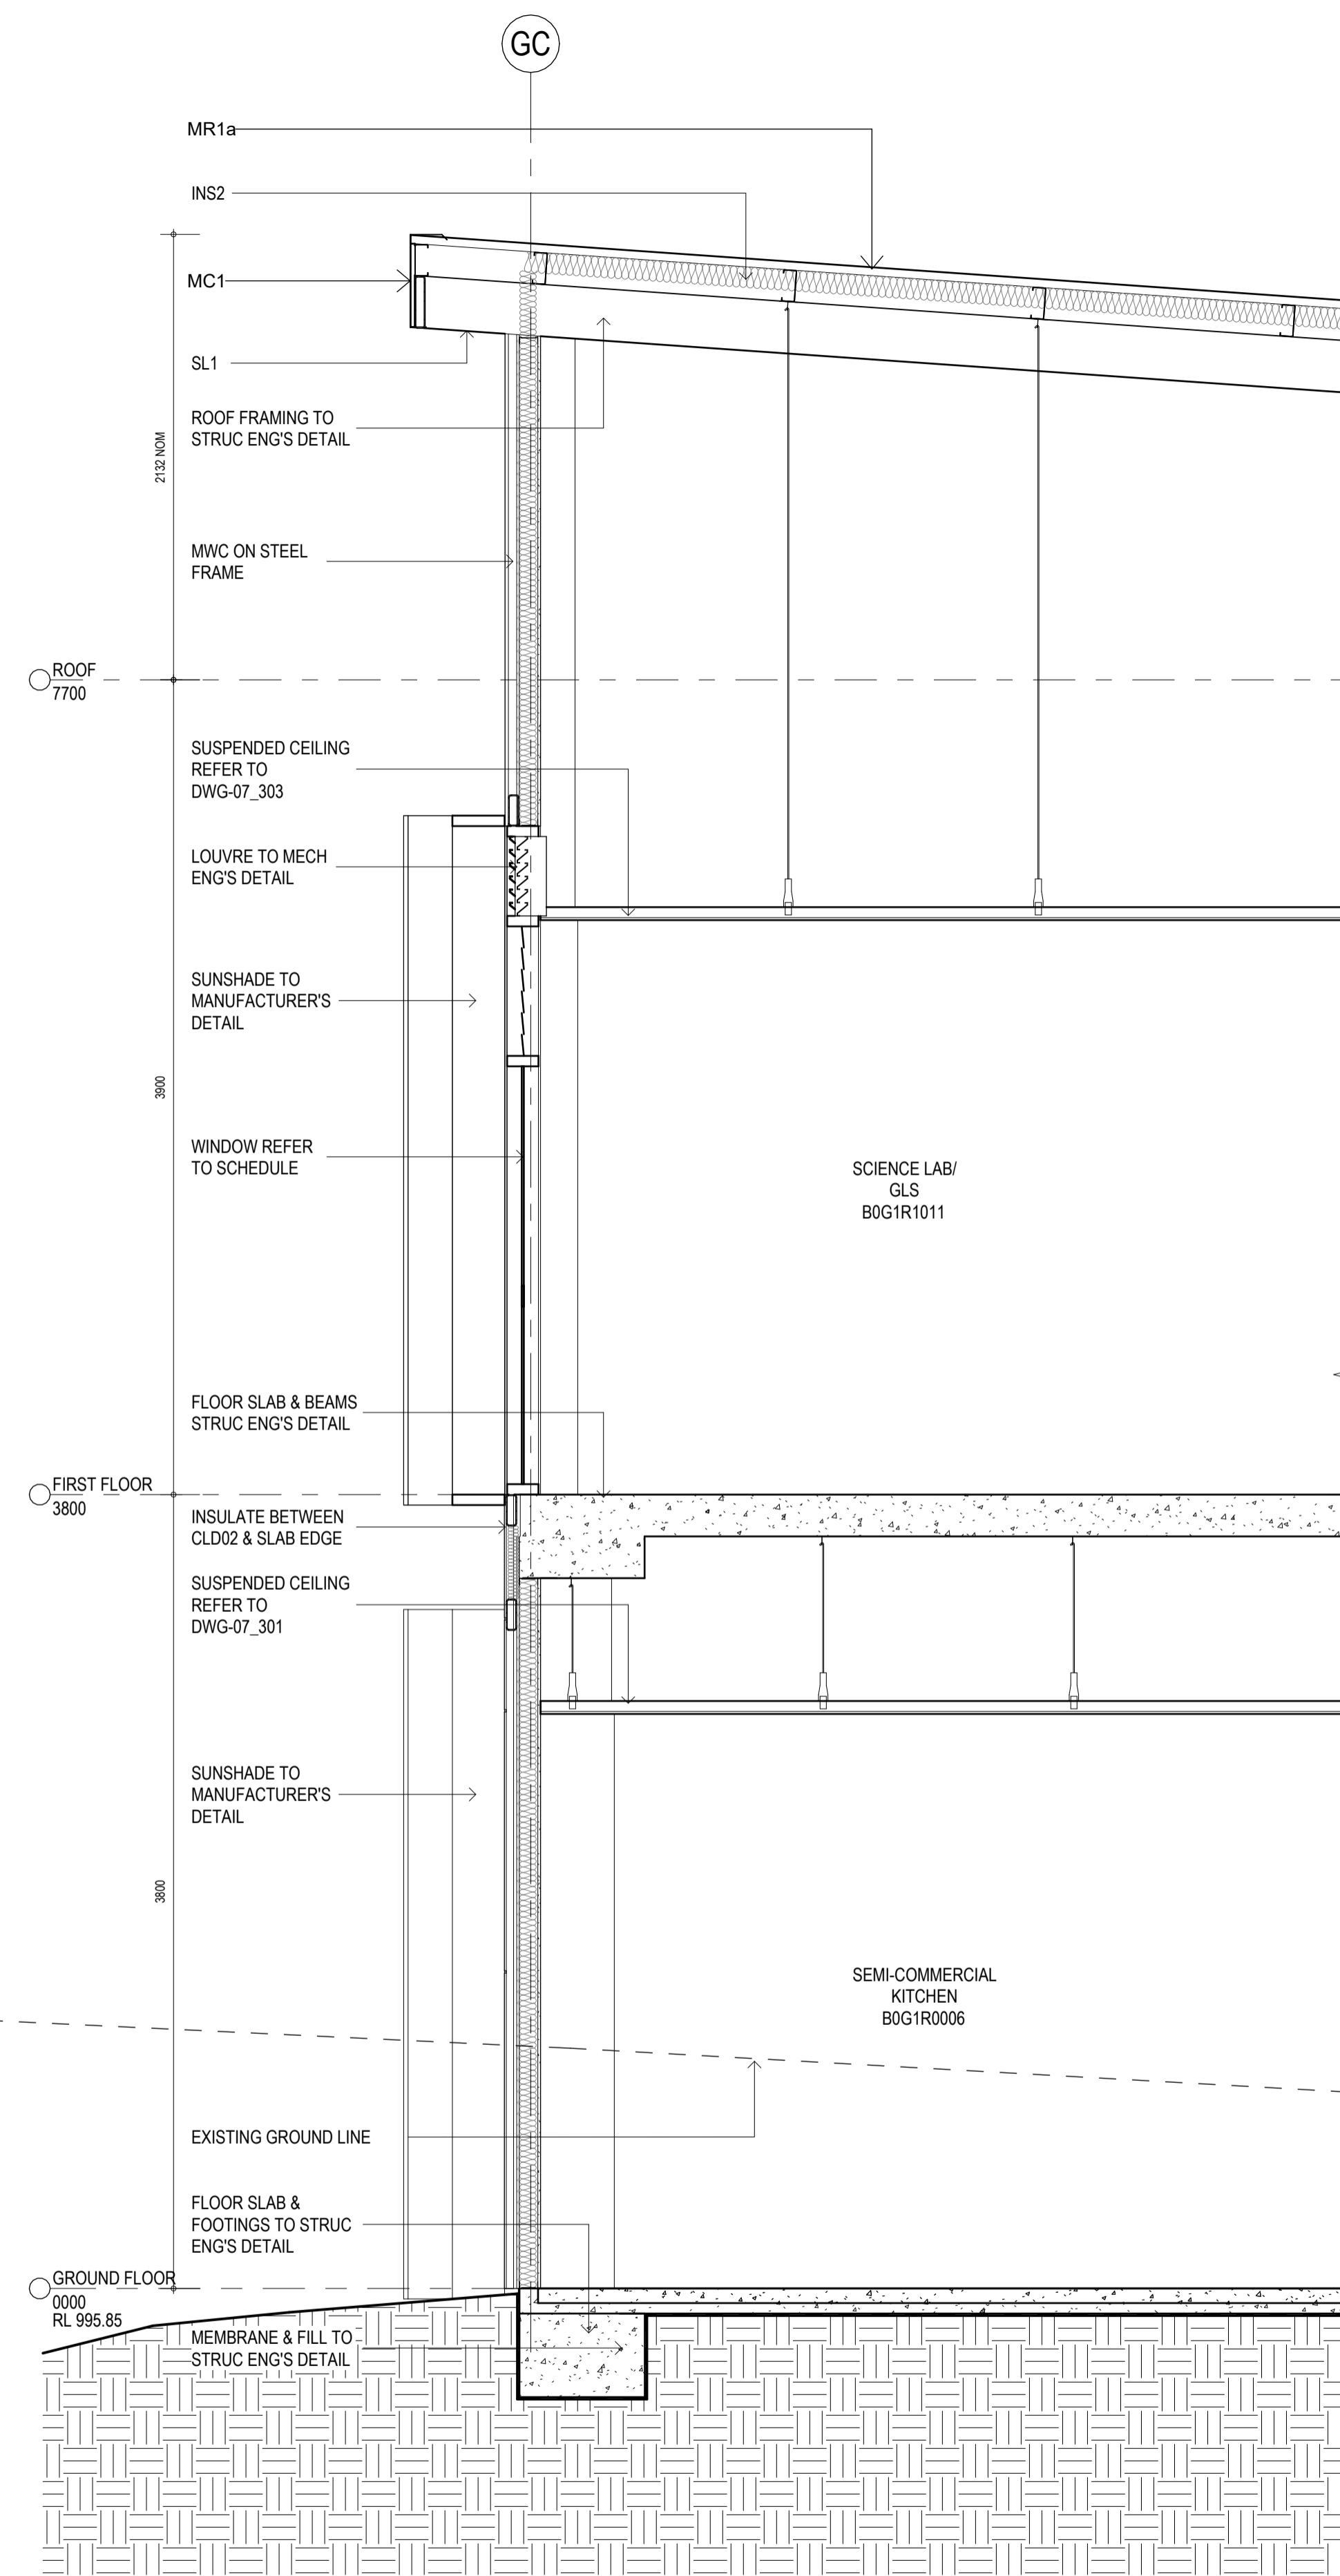 GC
MR1a
INS2
MC1
SL1
ROOF FRAMING TO
STRUC ENG'S DETAIL
2132 NOM
MWC ON STEEL
FRAME
ROOF
7700
SUSPENDED CEILING
REFER TO
DWG-07_303
LOUVRE TO MECH
ENG'S DETAIL
SUNSHADE TO
MANUFACTURER'S
DETAIL
3900
WINDOW REFER
TO SCHEDULE
SCIENCE LAB/
GLS
B0G1R1011
FLOOR SLAB & BEAMS
STRUC ENG'S DETAIL
FIRST FLOOR
3800
INSULATE BETWEEN
CLD02 & SLAB EDGE
SUSPENDED CEILING
REFER TO
DWG-07_301
SUNSHADE TO
MANUFACTURER'S
DETAIL
3800
SEMI-COMMERCIAL
KITCHEN
B0G1R0006
EXISTING GROUND LINE
FLOOR SLAB &
FOOTINGS TO STRUC
ENG'S DETAIL
GROUND FLOOR
0000
RL 995.85
MEMBRANE & FILL TO
STRUC ENG'S DETAIL